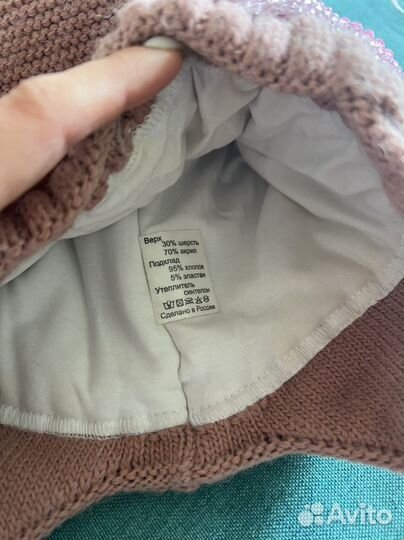 Верх
30% шерсть
70% акрил
Подклад
95% хлопок
5% эластан
Утеплитель
синтепон
Сделано в России
Avito